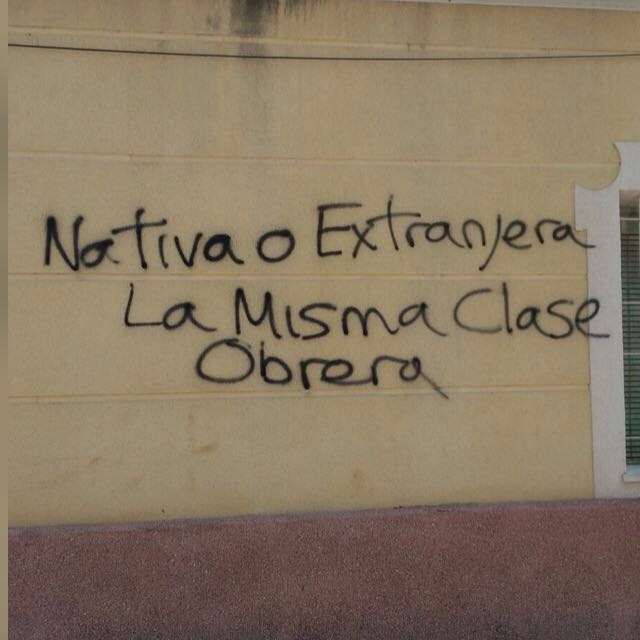 Nativa o Extranjera
La Misma Clase
Obrera